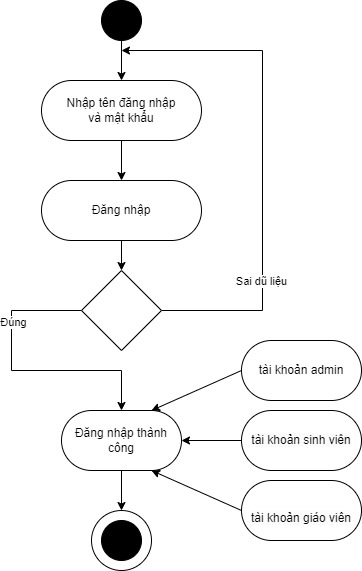 Nhập tên đăng nhập
và mật khẩu
Đăng nhập
Sai dũ liệu
Đúng
tài khoản admin
Đăng nhập thành
công
tài khoản sinh viên
tài khoản giáo viên